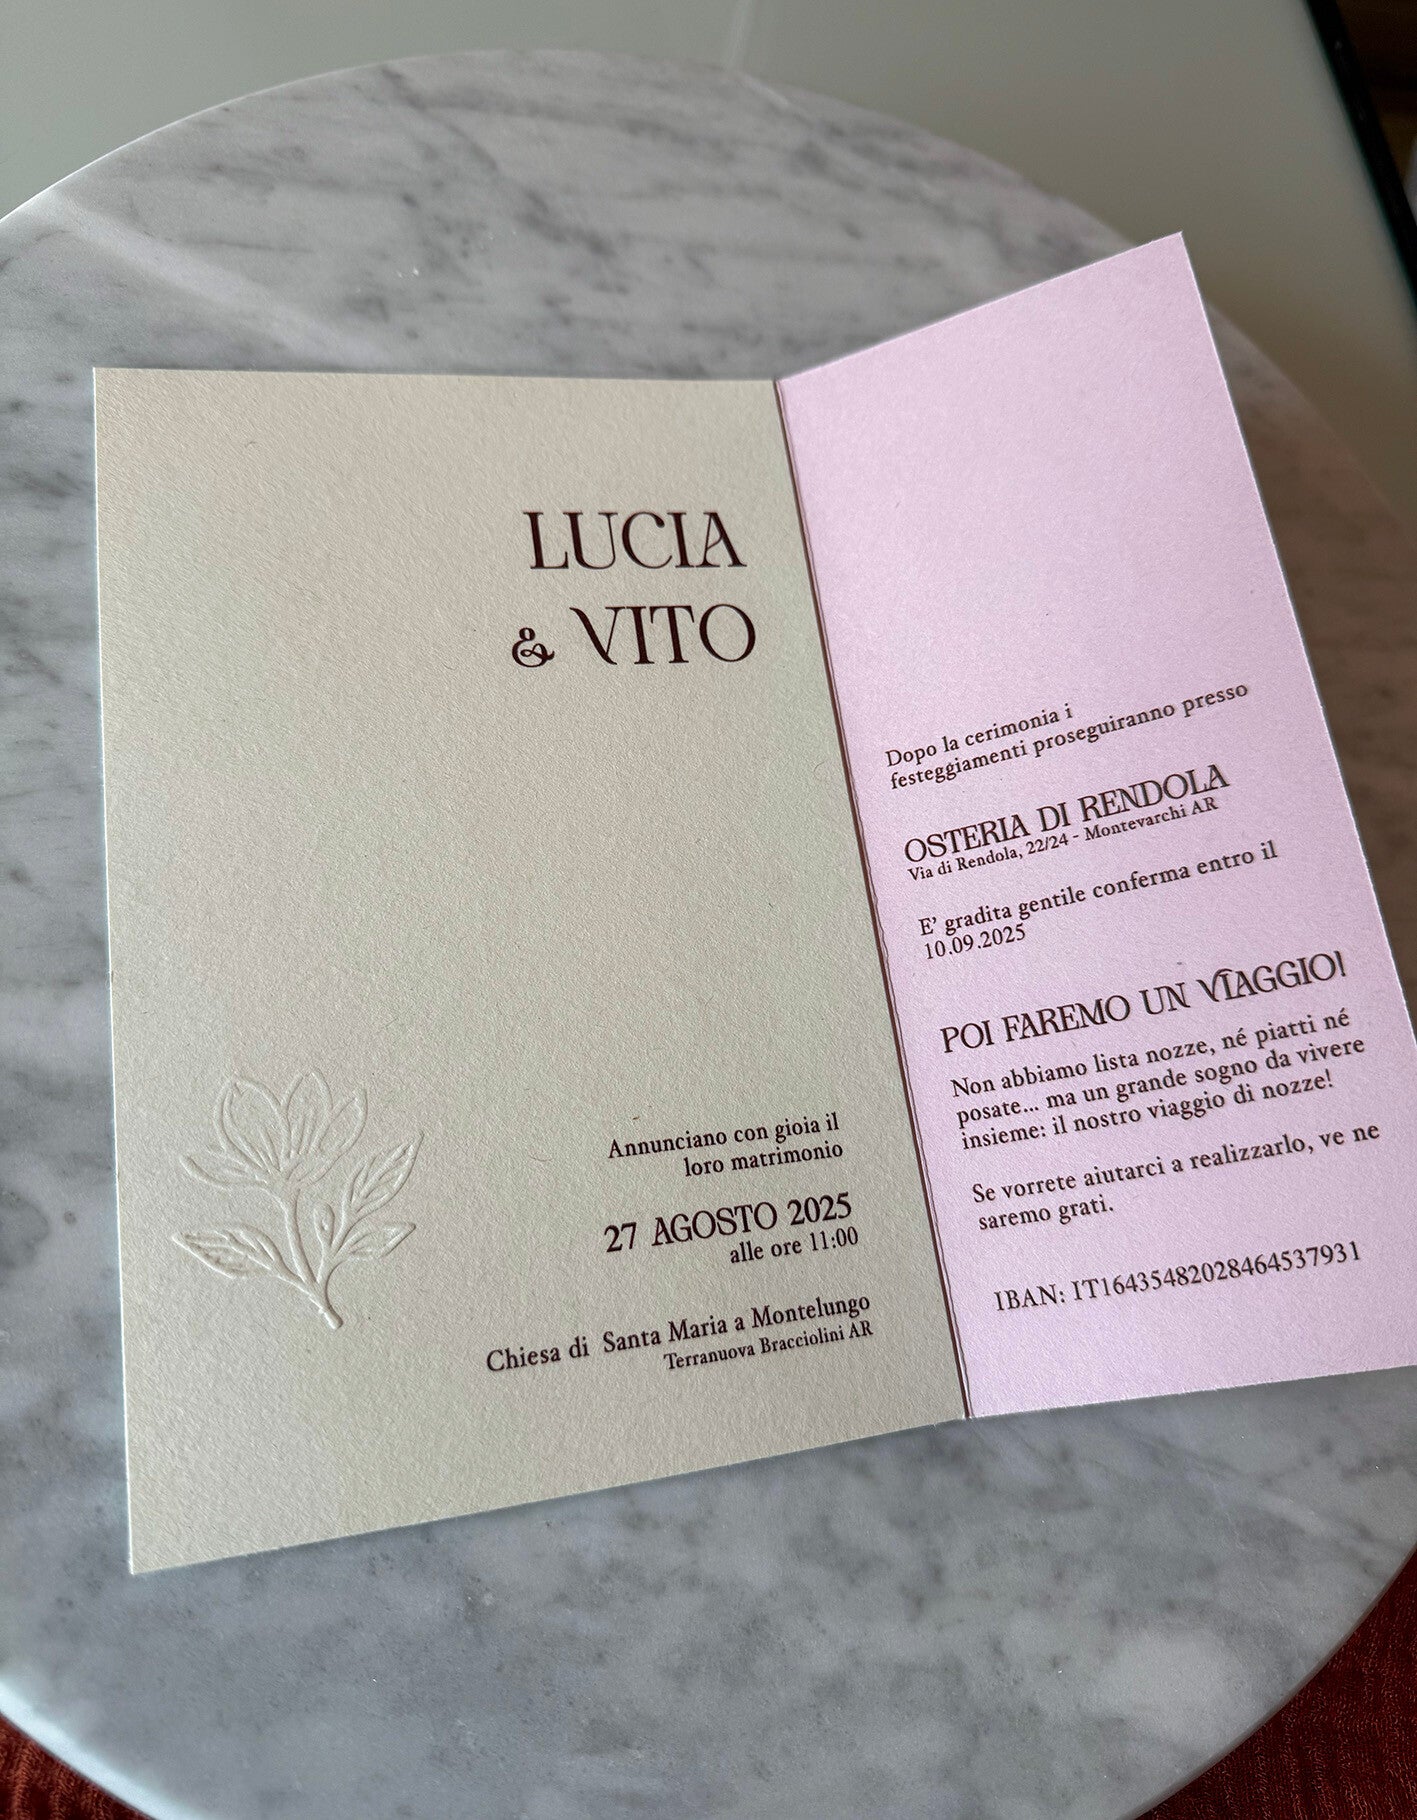 LUCIA
& VITO
Annunciano con gioia il
loro matrimonio
27 AGOSTO 2025
alle ore 11:00
Chiesa di Santa Maria a Montelungo
Terranuova Bracciolini AR
Dopo la cerimonia i
festeggiamenti proseguiranno presso
OSTERIA DI RENDOLA
Via di Rendola, 22/24 - Montevarchi AR
E' gradita gentile conferma entro il
10.09.2025
POI FAREMO UN VIAGGIO!
Non abbiamo lista nozze, né piatti né
posate... ma un grande sogno da vivere
insieme: il nostro viaggio di nozze!
Se vorrete aiutarci a realizzarlo, ve ne
saremo grati.
IBAN: IT16435482028464537931